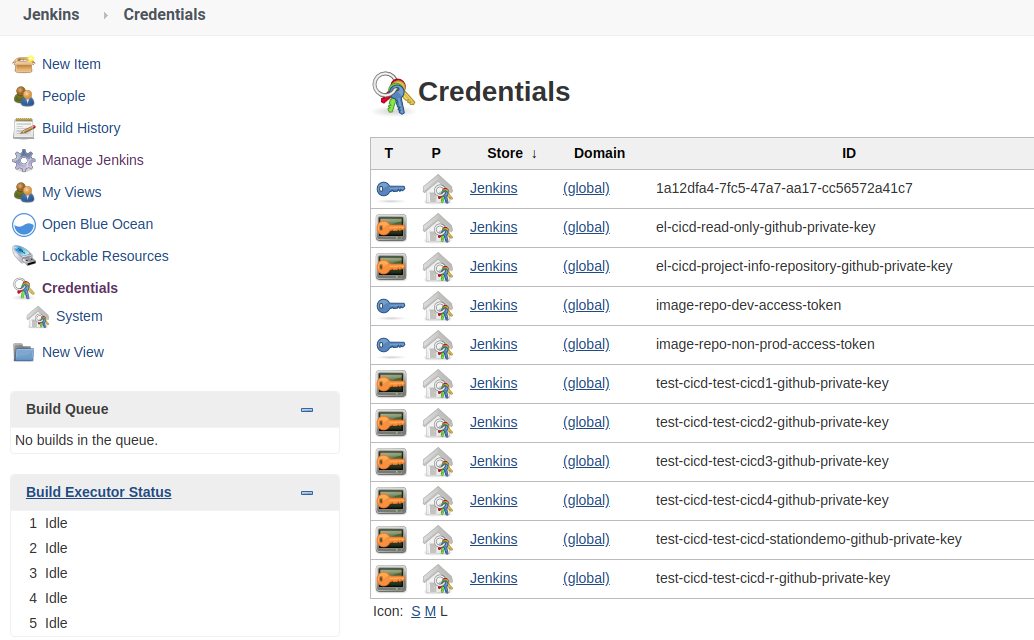 Jenkins Credentials
New Item
People
Build History
Manage Jenkins
My Views
Open Blue Ocean
Lockable Resources
Credentials
System
New View
Build Queue
No builds in the queue.
Build Executor Status
1 Idle
2 Idle
3 Idle
4 Idle
5 Idle
Credentials
T P Store ↓ Domain ID
Jenkins (global) 1a12dfa4-7fc5-47a7-aa17-cc56572a41c7
Jenkins (global) el-cicd-read-only-github-private-key
Jenkins (global) el-cicd-project-info-repository-github-private-key
Jenkins (global) image-repo-dev-access-token
Jenkins (global) image-repo-non-prod-access-token
Jenkins (global) test-cicd-test-cicd1-github-private-key
Jenkins (global) test-cicd-test-cicd2-github-private-key
Jenkins (global) test-cicd-test-cicd3-github-private-key
Jenkins (global) test-cicd-test-cicd4-github-private-key
Jenkins (global) test-cicd-test-cicd-stationdemo-github-private-key
Jenkins (global) test-cicd-test-cicd-r-github-private-key
Icon: S M L